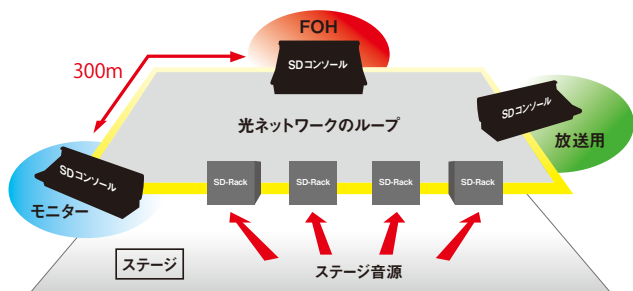 FOH
SDコンソール
300m
SDコンソール
光ネットワークのループ
放送用
SDコンソール
モニター
SD-Rack
SD-Rack
SD-Rack
SD-Rack
ステージ
ステージ音源